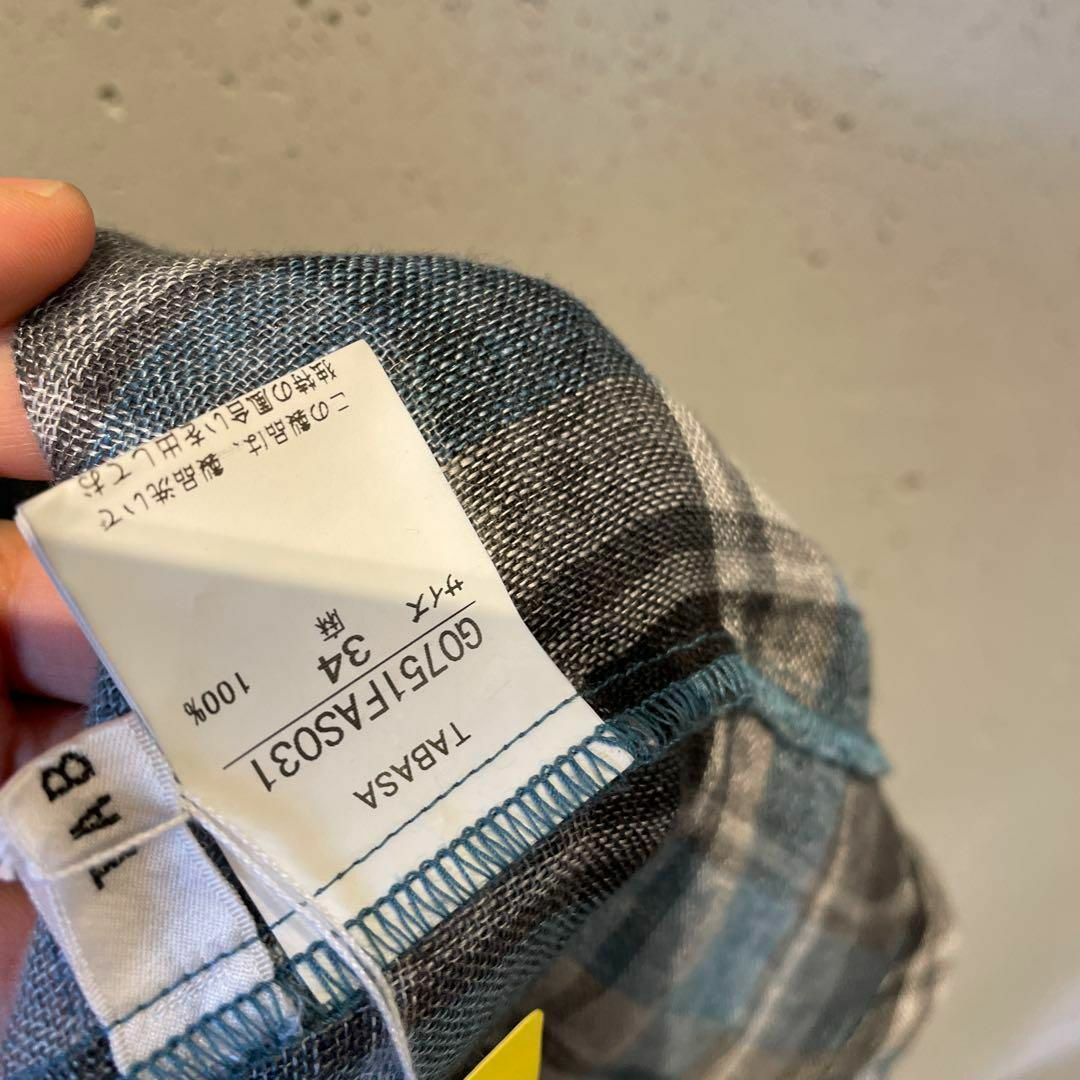 TABASA
G0751FAS031
サイズ 34
麻 100%
この製品は、製品洗いで
独特の風合いを出してお
TAB